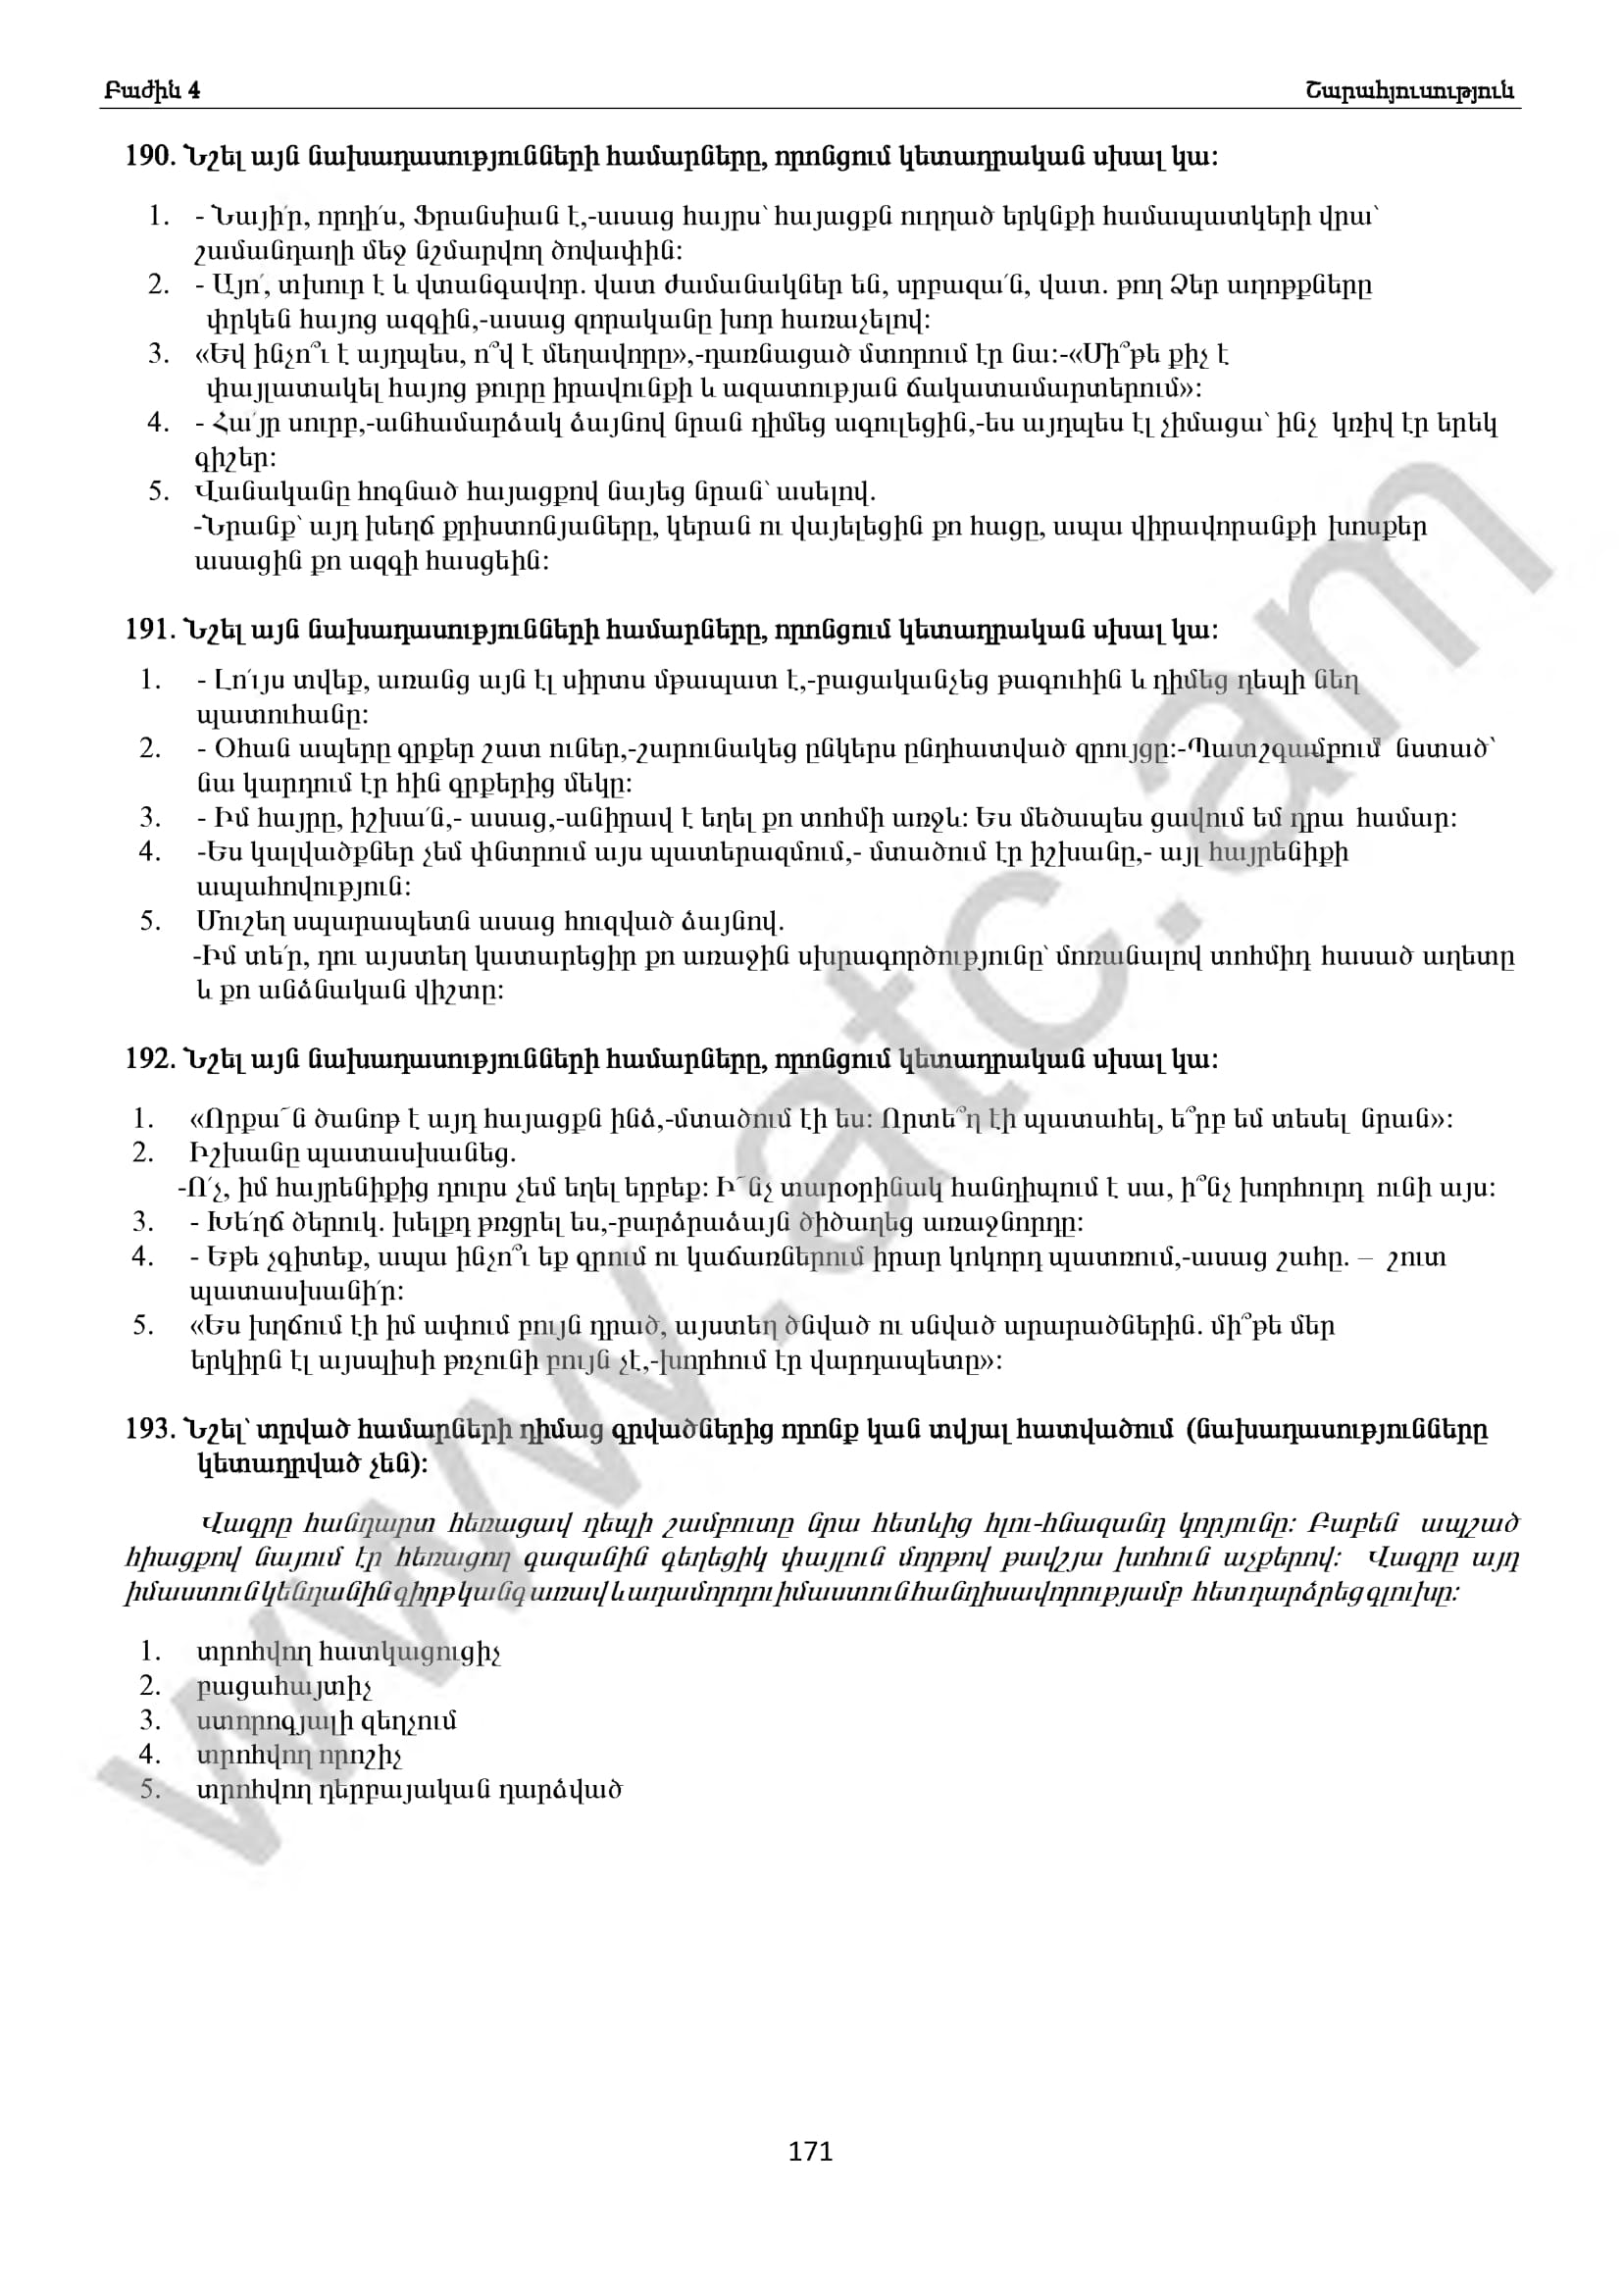 Բաժին 4 Շարահյուսություն
190. Նշել այն նախադասությունների համարները, որոնցում կետադրական սխալ կա:
1. - Նայի՛ր, որդի՛ս, Ֆրանսիան է,-ասաց հայրս՝ հայացքն ուղղած երկնքի համապատկերի վրա՝
շամանդաղի մեջ նշմարվող ծովափին:
2. - Այո՛, տխուր է և վտանգավոր. վատ ժամանակներ են, սրբազա՛ն, վատ. թող Ձեր աղոթքները
փրկեն հայոց ազգին,-ասաց զորականը խոր հառաչելով:
3. «Եվ ինչո՞ւ է այդպես, ո՞վ է մեղավորը»,-դառնացած մտորում էր նա:-«Մի՞թե քիչ է
փայլատակել հայոց թուրը իրավունքի և ազատության ճակատամարտերում»:
4. - Հա՛յր սուրբ,-անհամարձակ ձայնով նրան դիմեց ագուլեցին,-ես այդպես էլ չիմացա՝ ինչ կռիվ էր երեկ
գիշեր:
5. Վանականը հոգնած հայացքով նայեց նրան՝ ասելով.
-Նրանք՝ այդ խեղճ քրիստոնյաները, կերան ու վայելեցին քո հացը, ապա վիրավորանքի խոսքեր
ասացին քո ազգի հասցեին:
191. Նշել այն նախադասությունների համարները, որոնցում կետադրական սխալ կա:
1. - Լո՛ւյս տվեք, առանց այն էլ սիրտս մթապատ է,-բացականչեց թագուհին և դիմեց դեպի նեղ
պատուհանը:
2. - Օհան ապերը գրքեր շատ ուներ,-շարունակեց ընկերս ընդհատված զրույցը:-Պատշգամբում նստած՝
նա կարդում էր հին գրքերից մեկը:
3. - Իմ հայրը, իշխա՛ն,- ասաց,-անիրավ է եղել քո տոհմի առջև: Ես մեծապես ցավում եմ դրա համար:
4. -Ես կալվածքներ չեմ փնտրում այս պատերազմում,- մտածում էր իշխանը,- այլ հայրենիքի
ապահովություն:
5. Մուշեղ սպարապետն ասաց հուզված ձայնով.
-Իմ տե՛ր, դու այստեղ կատարեցիր քո առաջին սխրագործությունը՝ մոռանալով տոհմիդ հասած աղետը
և քո անձնական վիշտը:
192. Նշել այն նախադասությունների համարները, որոնցում կետադրական սխալ կա:
1. «Որքա՜ն ծանոթ է այդ հայացքն ինձ,-մտածում էի ես: Որտե՞ղ էի պատահել, ե՞րբ եմ տեսել նրան»:
2. Իշխանը պատասխանեց.
-Ո՛չ, իմ հայրենիքից դուրս չեմ եղել երբեք: Ի՜նչ տարօրինակ հանդիպում է սա, ի՞նչ խորհուրդ ունի այս:
3. - Խե՛ղճ ծերուկ. խելքդ թռցրել ես,-բարձրաձայն ծիծաղեց առաջնորդը:
4. - Եթե չգիտեք, ապա ինչո՞ւ եք գրում ու կաճառներում իրար կոկորդ պատռում,-ասաց շահը. – շուտ
պատասխանի՛ր:
5. «Ես խղճում էի իմ ափում բույն դրած, այստեղ ծնված ու սնված արարածներին. մի՞թե մեր
երկիրն էլ այսպիսի թռչունի բույն չէ,-խորհում էր վարդապետը»:
193. Նշել՝ տրված համարների դիմաց գրվածներից որոնք կան տվյալ հատվածում (նախադասությունները
կետադրված չեն):
Վագրը հանդարտ հեռացավ դեպի շամբուտը նրա հետևից հլու-հնազանդ կորյունը: Բաբեն ապշած
հիացքով նայում էր հեռացող գազանին գեղեցիկ փայլուն մորթով թավշյա խոհուն աչքերով: Վագրը այդ
իմաստուն կենդանին գիրթ կանգ առավ և աղամորդու իմաստուն հանդիսավորությամբ հետ դարձրեց գլուխը:
1. տրոհվող հատկացուցիչ
2. բացահայտիչ
3. ստորոգյալի զեղչում
4. տրոհվող որոշիչ
5. տրոհվող դերբայական դարձված
171
www.atc.am